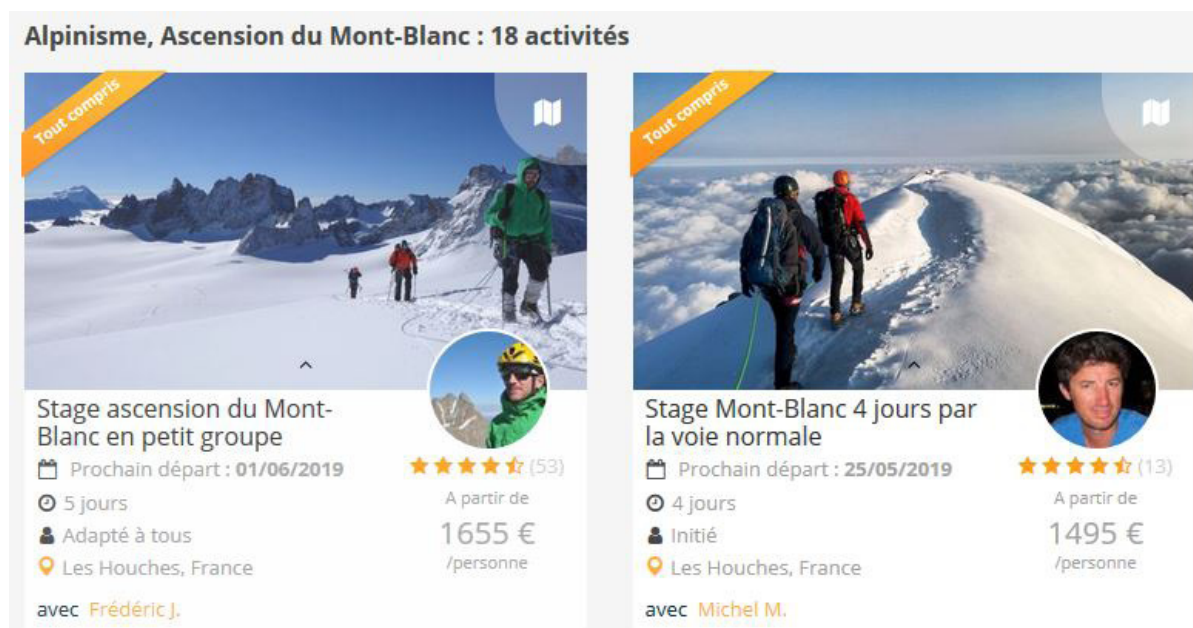 Alpinisme, Ascension du Mont-Blanc : 18 activités
Tout compris
Stage ascension du Mont-
Blanc en petit groupe
Prochain départ : 01/06/2019
(53)
5 jours
A partir de
Adapté à tous
1655 €
/personne
Les Houches, France
avec Frédéric J.
Tout compris
Stage Mont-Blanc 4 jours par
la voie normale
Prochain départ : 25/05/2019
(13)
4 jours
A partir de
Initié
1495 €
/personne
Les Houches, France
avec Michel M.